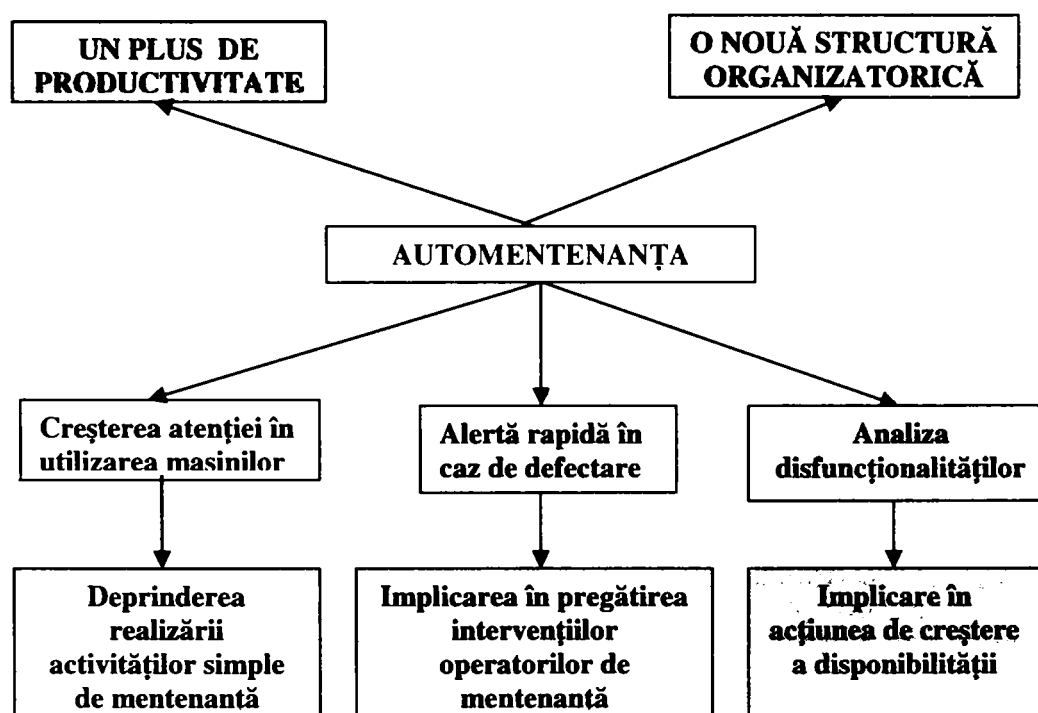 UN PLUS DE
PRODUCTIVITATE
O NOUĂ STRUCTURĂ
ORGANIZATORICĂ
AUTOMENTENANȚA
Creșterea atenției în
utilizarea masinilor
Alertă rapidă în
caz de defectare
Analiza
disfuncționalităților
Deprinderea
realizării
activităților simple
de mentenanță
Implicarea în pregătirea
intervențiilor
operatorilor de
mentenanță
Implicare în
acțiunea de creștere
a disponibilității